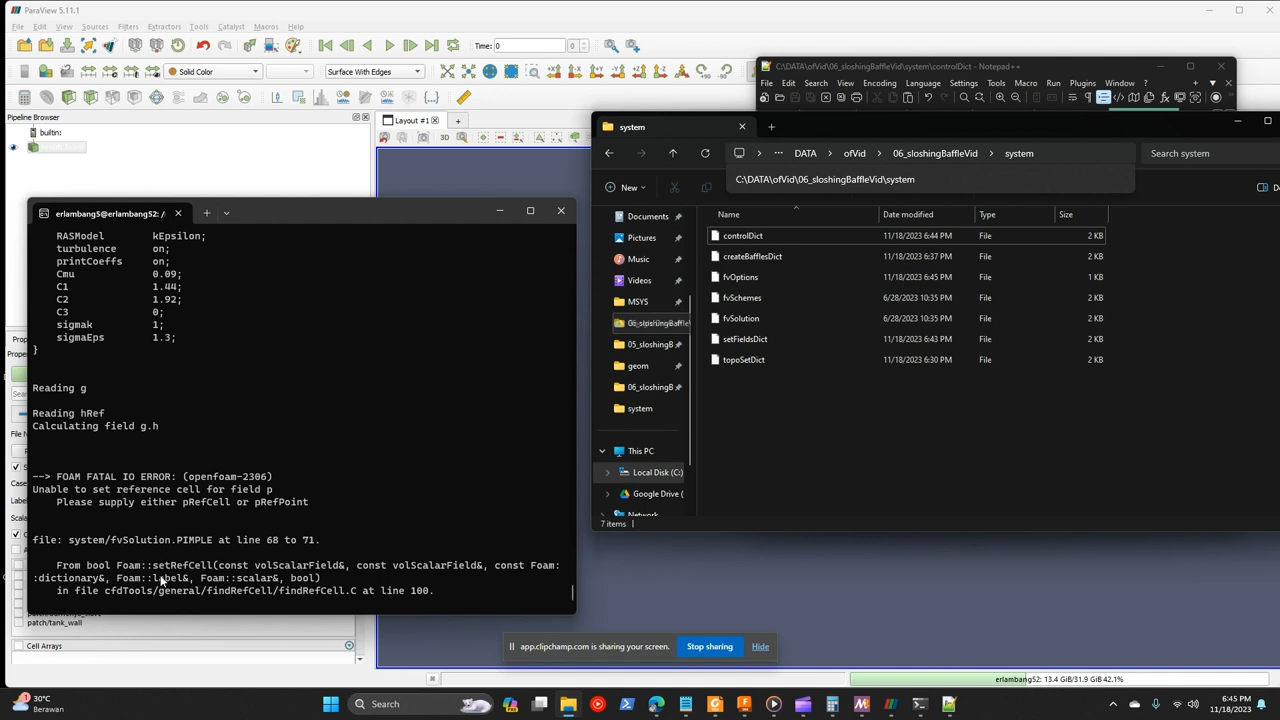 ParaView 5.11.1
File Edit View Sources Filters Extractors Tools Catalyst Macros Help
Time: 0
0
Solid Color
Surface With Edges
Pipeline Browser
builtin:
Layout #1
3D
C:\DATA\ofVid\06_sloshingBaffleVid\system\controlDict - Notepad++
File Edit Search View Encoding Language Settings Tools Macro Run Plugins Window
system
DATA > ofVid > 06_sloshingBaffleVid > system
Search system
C:\DATA\ofVid\06_sloshingBaffleVid\system
New
Name Date modified Type Size
Documents
Pictures
Music
Videos
MSYS
05_sloshingB
geom
06_sloshingB
system
This PC
Local Disk (C:)
Google Drive (
Network
controlDict 11/18/2023 6:44 PM File 2 KB
createBafflesDict 11/18/2023 6:37 PM File 2 KB
fvOptions 11/18/2023 6:45 PM File 1 KB
fvSchemes 6/28/2023 10:35 PM File 2 KB
fvSolution 6/28/2023 10:35 PM File 2 KB
setFieldsDict 11/18/2023 6:43 PM File 2 KB
topoSetDict 11/18/2023 6:30 PM File 2 KB
7 items
erlambang5@erlambang52: /
RASModel kEpsilon;
turbulence on;
printCoeffs on;
Cmu 0.09;
C1 1.44;
C2 1.92;
C3 0;
sigmak 1;
sigmaEps 1.3;
}
Reading g
Reading hRef
Calculating field g.h
--> FOAM FATAL IO ERROR: (openfoam-2306)
Unable to set reference cell for field p
Please supply either pRefCell or pRefPoint
file: system/fvSolution.PIMPLE at line 68 to 71.
From bool Foam::setRefCell(const volScalarField&, const volScalarField&, const Foam:
:dictionary&, Foam::label&, Foam::scalar&, bool)
in file cfdTools/general/findRefCell/findRefCell.C at line 100.
patch/tank_wall
Cell Arrays
app.clipchamp.com is sharing your screen.
Stop sharing
Hide
erlambang52: 13.4 GiB/31.9 GiB 42.1%
30°C
Berawan
Search
6:45 PM
11/18/2023